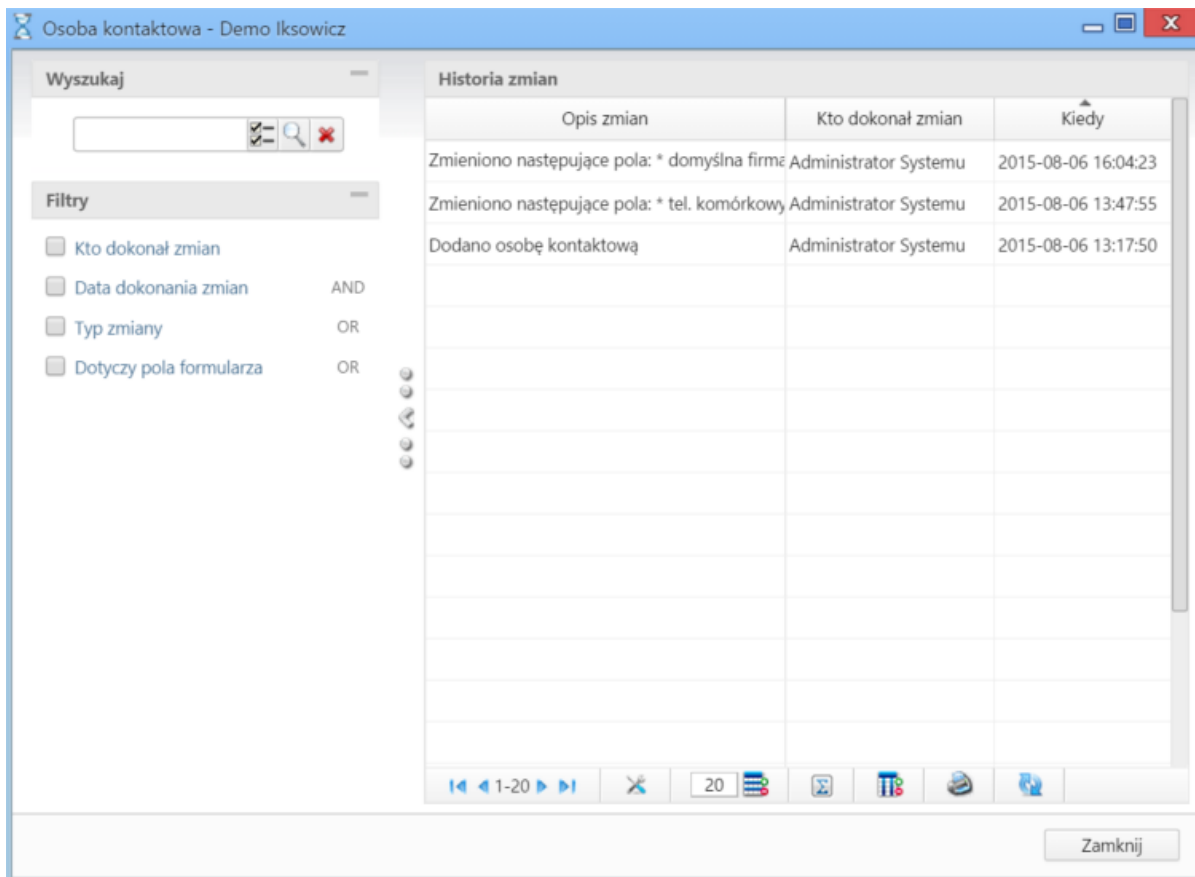 Osoba kontaktowa - Demo Iksowicz
Wyszukaj
Filtry
Kto dokonał zmian
Data dokonania zmian AND
Typ zmiany OR
Dotyczy pola formularza OR
Historia zmian
Opis zmian Kto dokonał zmian Kiedy
Zmieniono następujące pola: * domyślna firma Administrator Systemu 2015-08-06 16:04:23
Zmieniono następujące pola: * tel. komórkowy Administrator Systemu 2015-08-06 13:47:55
Dodano osobę kontaktową Administrator Systemu 2015-08-06 13:17:50
1-20 20
Zamknij